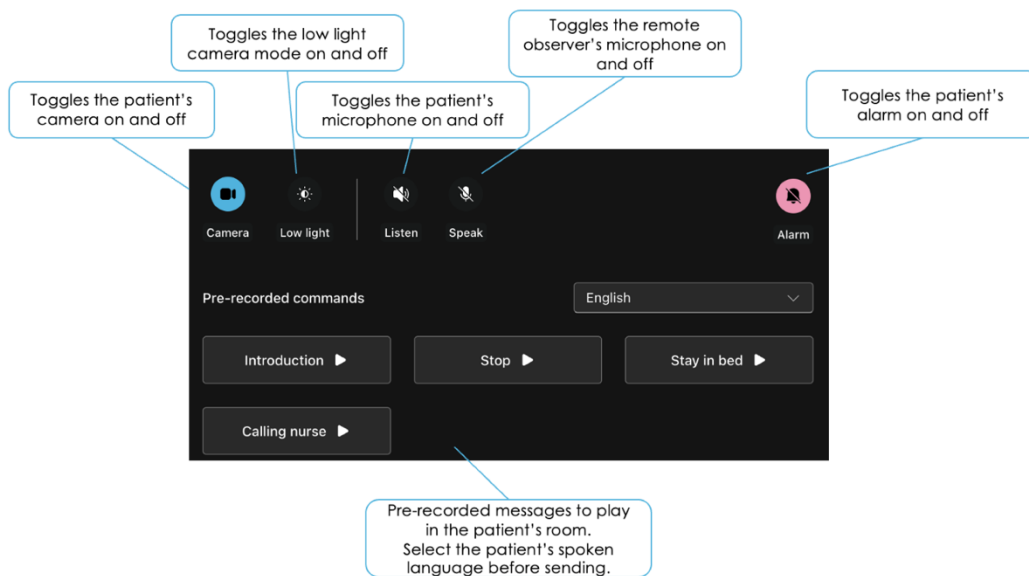 Toggles the low light
camera mode on and off
Toggles the remote
observer's microphone on
and off
Toggles the patient's
camera on and off
Toggles the patient's
microphone on and off
Toggles the patient's
alarm on and off
Camera
Low light
Listen
Speak
Alarm
Pre-recorded commands
English
Introduction
Stop
Stay in bed
Calling nurse
Pre-recorded messages to play
in the patient's room.
Select the patient's spoken
language before sending.